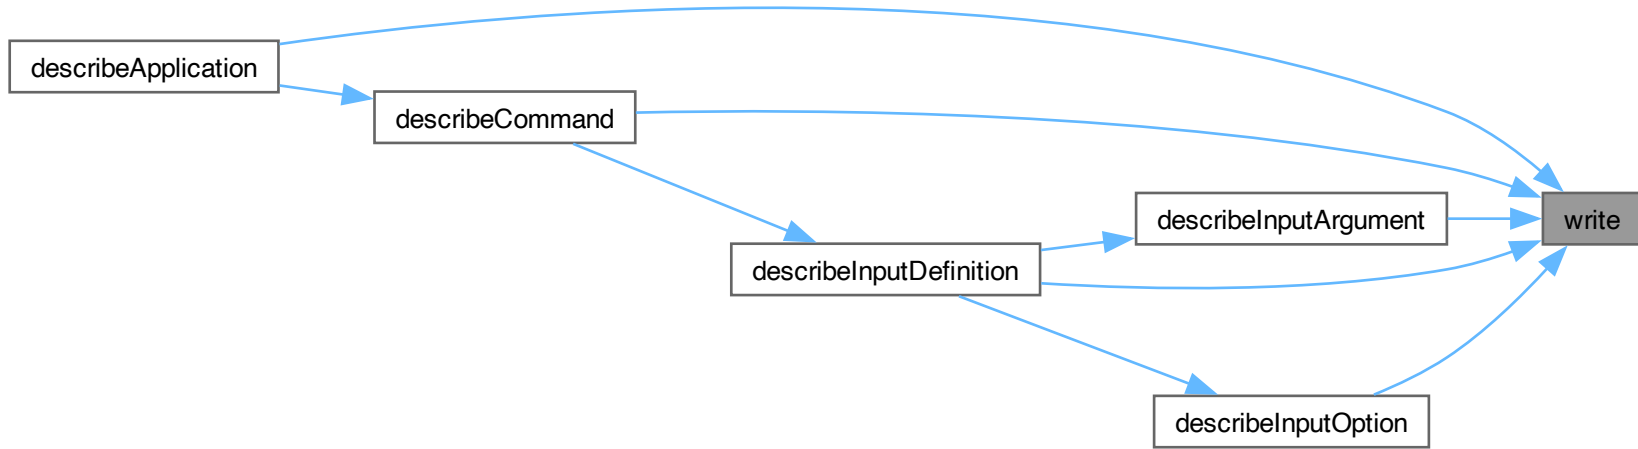 describeApplication
describeCommand
describeInputArgument
write
describeInputDefinition
describeInputOption